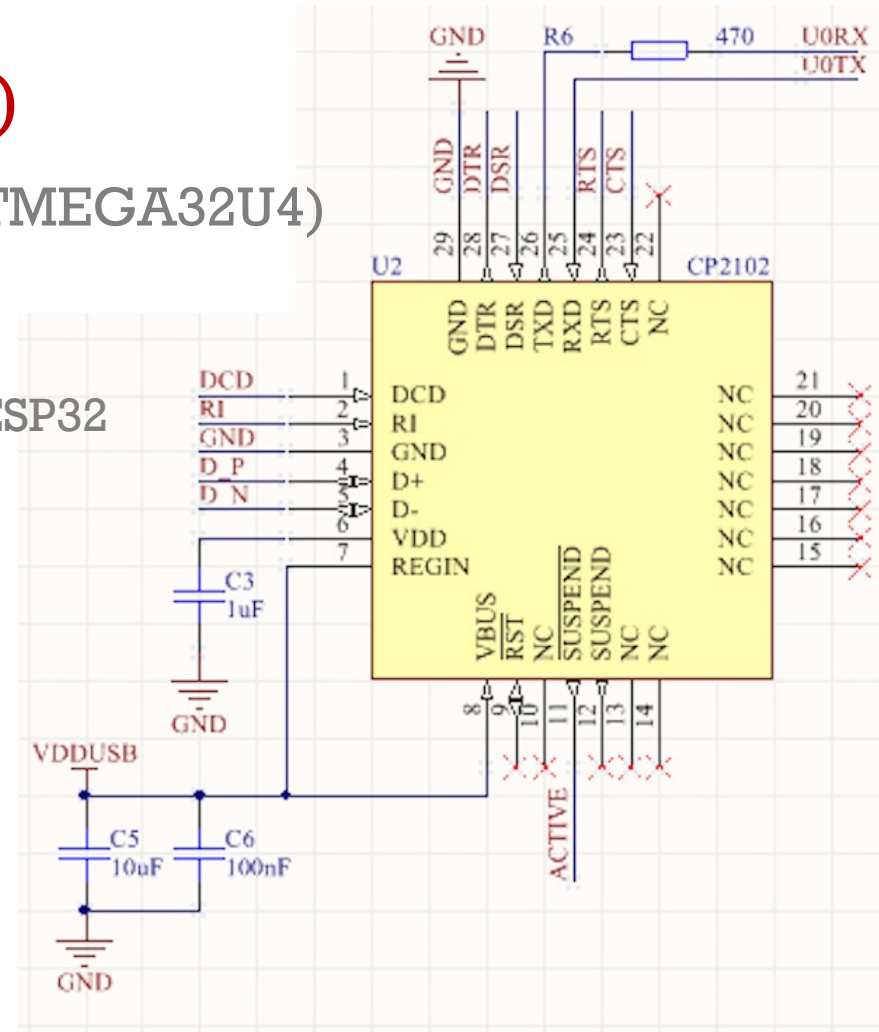 GND R6 470 U0RX
U0TX
)
TMEGA32U4)
ESP32
GND DTR DSR RTS CTS
29 28 27 26 25 24 23 22
U2 CP2102
GND DTR DSR TXD RXD RTS CTS NC
DCD 1 DCD NC 21
RI 2 RI NC 20
GND 3 GND NC 19
D_P 4 D+ NC 18
D_N 5 D- NC 17
6 VDD NC 16
7 REGIN NC 15
C3
1uF
GND
VBUS RST NC SUSPEND SUSPEND NC NC
8 9 10 11 12 13 14
VDDUSB
ACTIVE
C5 C6
10uF 100nF
GND